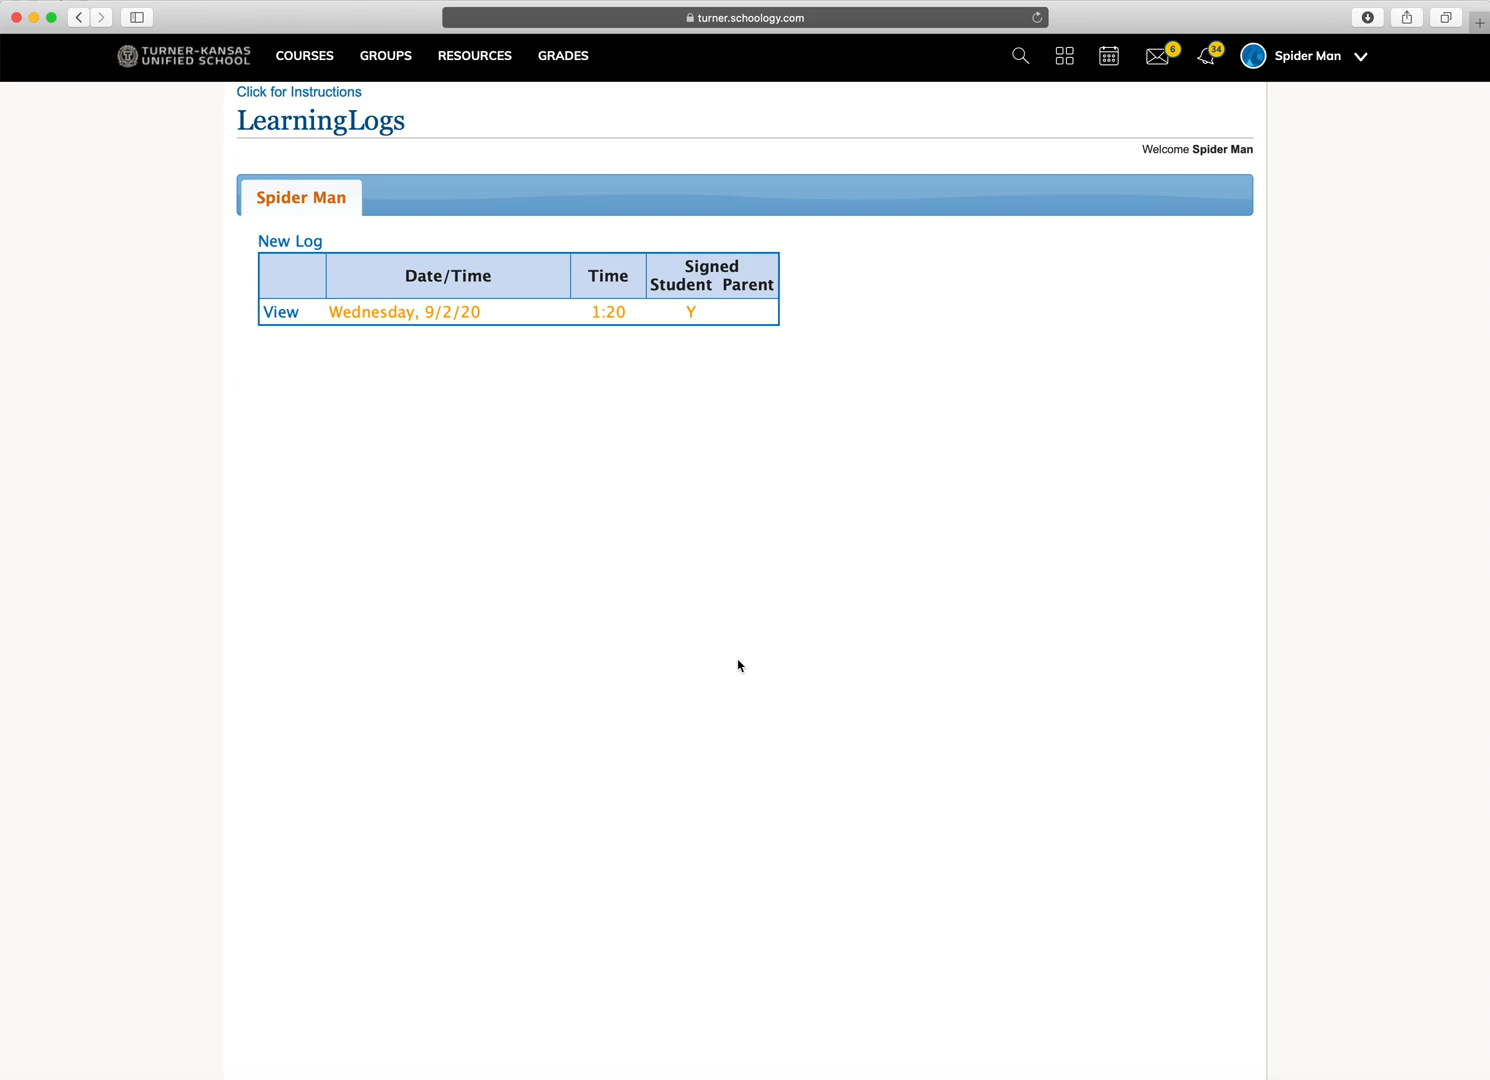 turner.schoology.com
TURNER-KANSAS
UNIFIED SCHOOL
COURSES
GROUPS
RESOURCES
GRADES
6
34
Spider Man
Click for Instructions
LearningLogs
Welcome Spider Man
Spider Man
New Log
Date/Time
Time
Signed
Student Parent
View
Wednesday, 9/2/20
1:20
Y